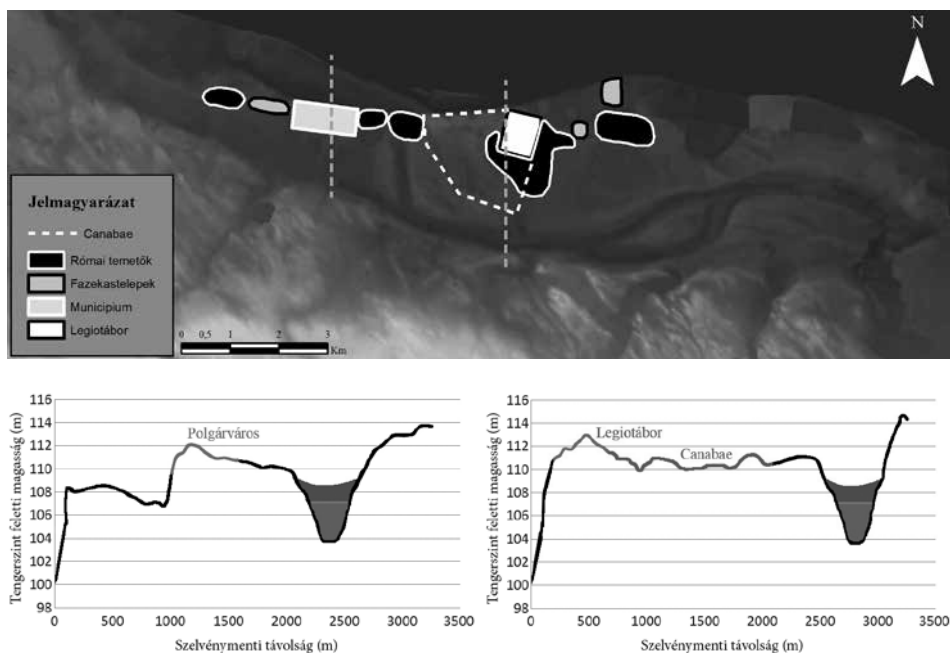 N
Jelmagyarázat
Canabae
Római temetők
Fazekastelepek
Municipium
Legiotábor
0 0,5 1 2 3
Km
Tengerszint feletti magasság (m)
116
114
112
110
108
106
104
102
100
98
Polgárváros
0 500 1000 1500 2000 2500 3000 3500
Szelvénymenti távolság (m)
Tengerszint feletti magasság (m)
116
114
112
110
108
106
104
102
100
98
Legiotábor
Canabae
0 500 1000 1500 2000 2500 3000 3500
Szelvénymenti távolság (m)